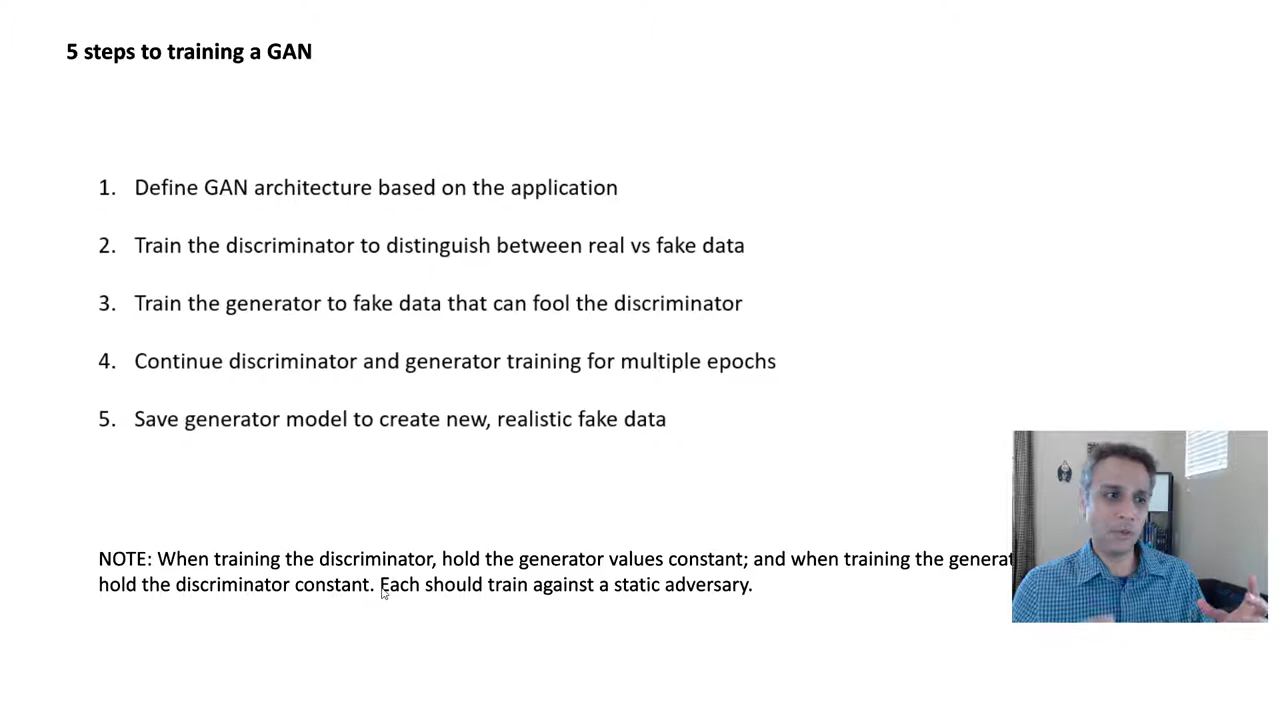 5 steps to training a GAN
1. Define GAN architecture based on the application
2. Train the discriminator to distinguish between real vs fake data
3. Train the generator to fake data that can fool the discriminator
4. Continue discriminator and generator training for multiple epochs
5. Save generator model to create new, realistic fake data
NOTE: When training the discriminator, hold the generator values constant; and when training the
hold the discriminator constant. Each should train against a static adversary.